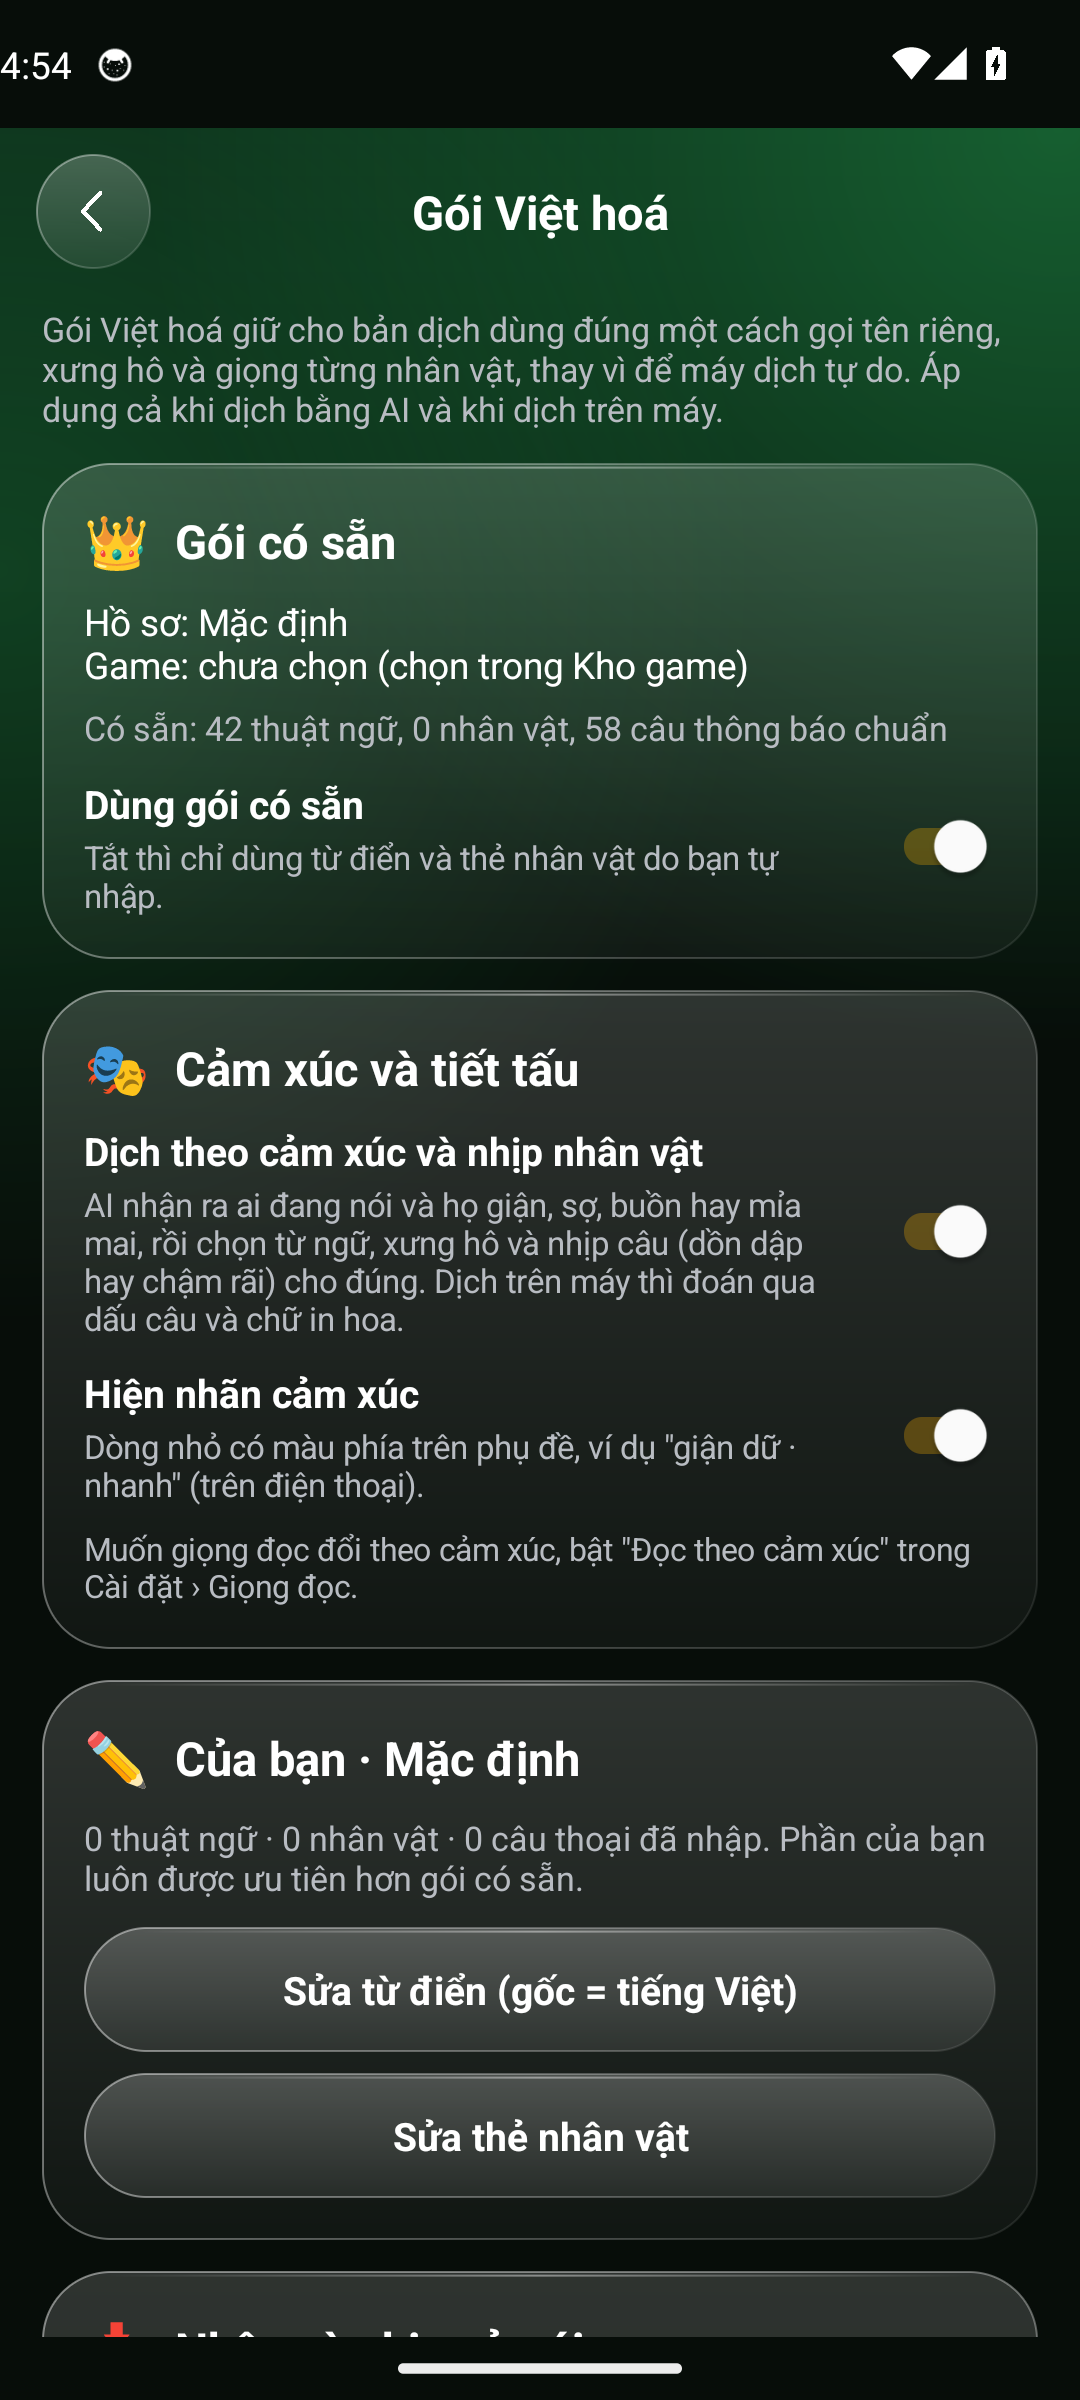 4:54
Gói Việt hoá
Gói Việt hoá giữ cho bản dịch dùng đúng một cách gọi tên riêng,
xưng hô và giọng từng nhân vật, thay vì để máy dịch tự do. Áp
dụng cả khi dịch bằng AI và khi dịch trên máy.
Gói có sẵn
Hồ sơ: Mặc định
Game: chưa chọn (chọn trong Kho game)
Có sẵn: 42 thuật ngữ, 0 nhân vật, 58 câu thông báo chuẩn
Dùng gói có sẵn
Tắt thì chỉ dùng từ điển và thẻ nhân vật do bạn tự
nhập.
Cảm xúc và tiết tấu
Dịch theo cảm xúc và nhịp nhân vật
AI nhận ra ai đang nói và họ giận, sợ, buồn hay mỉa
mai, rồi chọn từ ngữ, xưng hô và nhịp câu (dồn dập
hay chậm rãi) cho đúng. Dịch trên máy thì đoán qua
dấu câu và chữ in hoa.
Hiện nhãn cảm xúc
Dòng nhỏ có màu phía trên phụ đề, ví dụ "giận dữ ·
nhanh" (trên điện thoại).
Muốn giọng đọc đổi theo cảm xúc, bật "Đọc theo cảm xúc" trong
Cài đặt › Giọng đọc.
Của bạn · Mặc định
0 thuật ngữ · 0 nhân vật · 0 câu thoại đã nhập. Phần của bạn
luôn được ưu tiên hơn gói có sẵn.
Sửa từ điển (gốc = tiếng Việt)
Sửa thẻ nhân vật